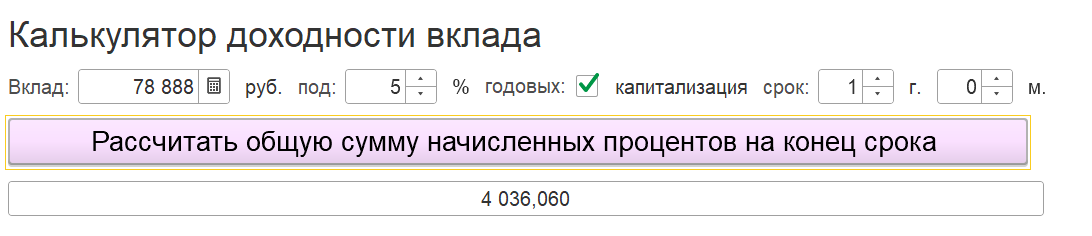 Калькулятор доходности вклада
Вклад: 78 888 руб. под: 5 % годовых: капитализация срок: 1 г. 0 м.
Рассчитать общую сумму начисленных процентов на конец срока
4 036,060